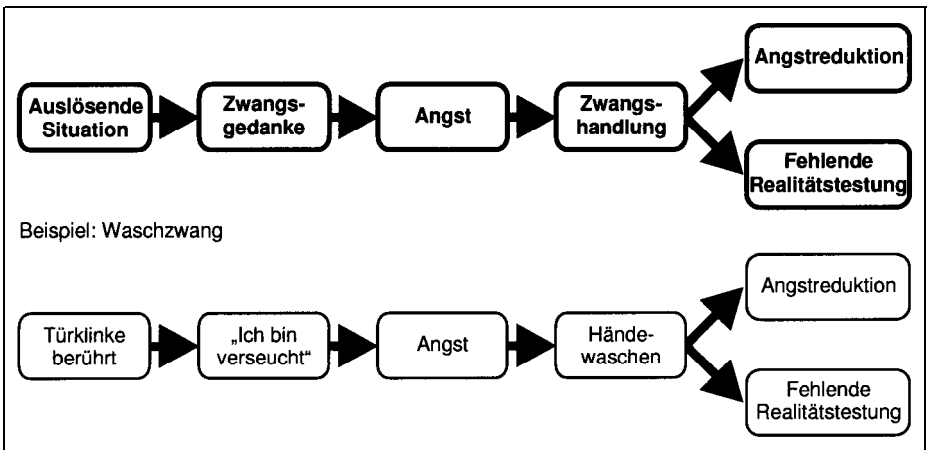 Auslösende
Situation
Zwangs-
gedanke
Angst
Zwangs-
handlung
Angstreduktion
Fehlende
Realitätstestung
Beispiel: Waschzwang
Türklinke
berührt
„Ich bin
verseucht“
Angst
Hände-
waschen
Angstreduktion
Fehlende
Realitätstestung